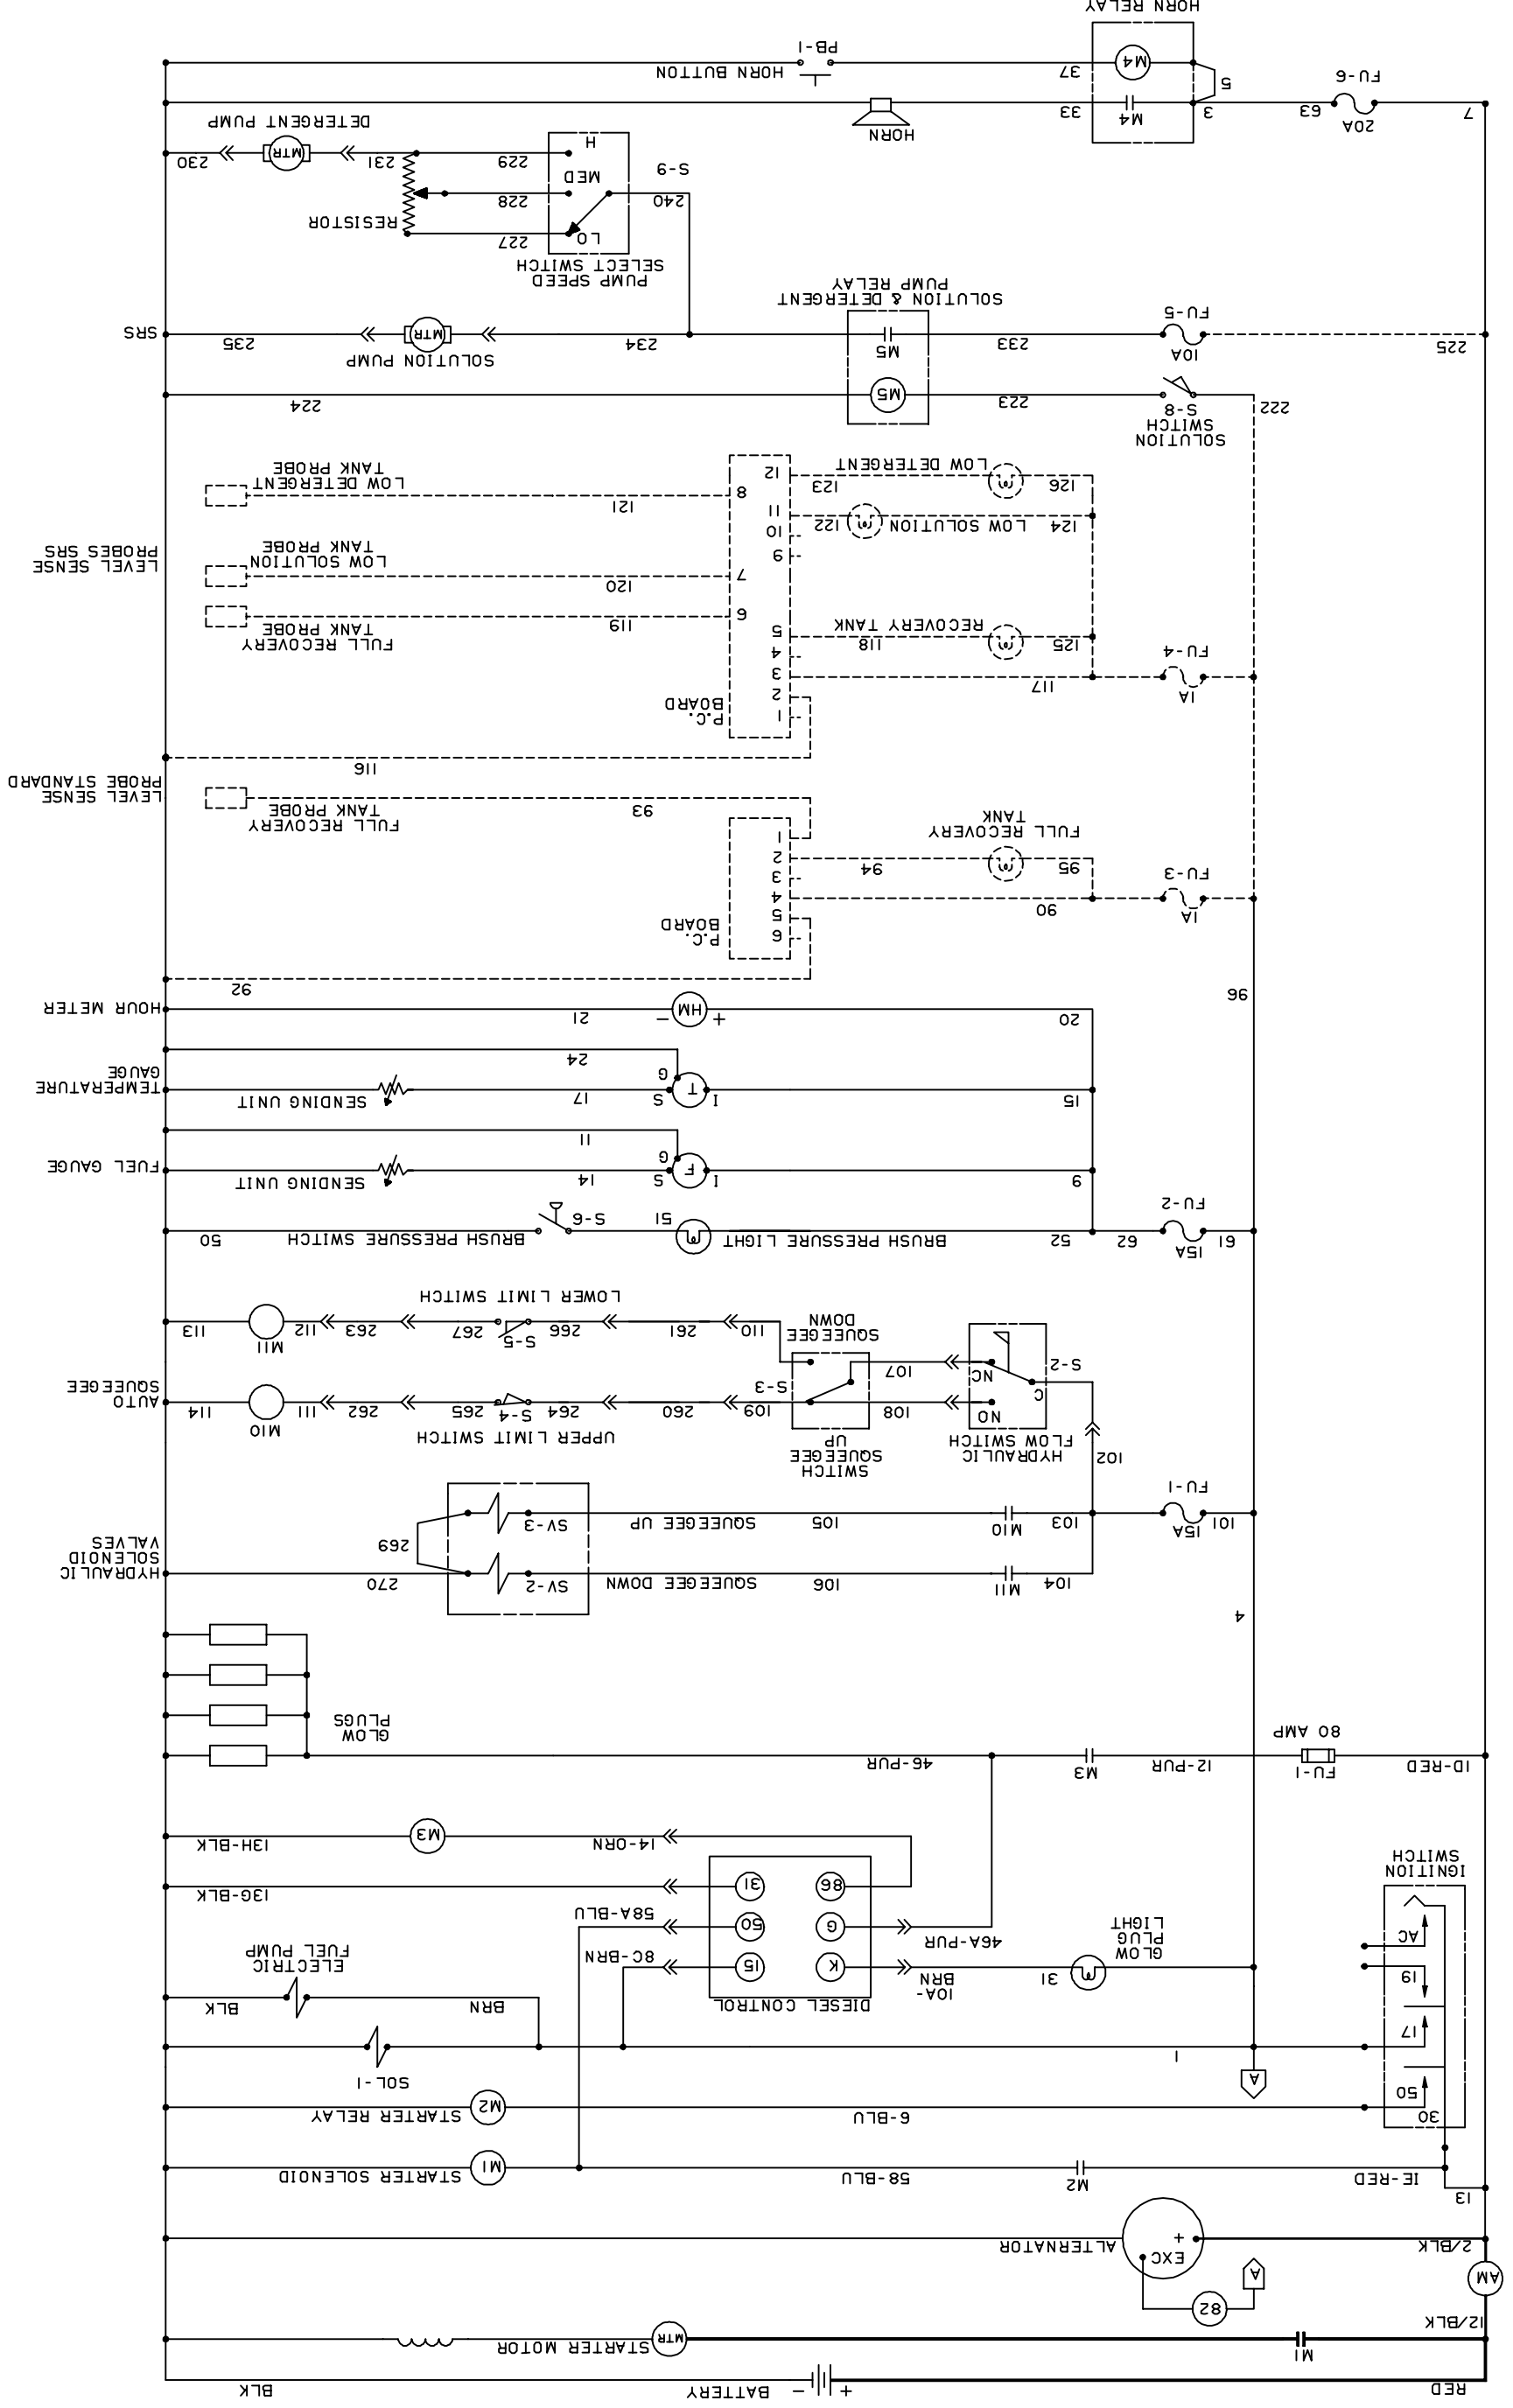 RED
+
−
BATTERY
BLK
M1
MTR
STARTER MOTOR
12/BLK
AM
82
A
EXC
+
2/BLK
ALTERNATOR
13
1E-RED
M2
58-BLU
M1
STARTER SOLENOID
30
50
6-BLU
M2
STARTER RELAY
A
SOL-1
17
1
19
BRN
BLK
ELECTRIC
FUEL PUMP
AC
IGNITION
SWITCH
GLOW
PLUG
LIGHT
31
10A-
BRN
DIESEL CONTROL
K
15
8C-BRN
46A-PUR
G
50
58A-BLU
86
31
13G-BLK
14-ORN
M3
13H-BLK
1D-RED
FU-1
80 AMP
12-PUR
M3
46-PUR
GLOW
PLUGS
4
104
M11
106
SQUEEGEE DOWN
SV-2
270
HYDRAULIC
SOLENOID
VALVES
269
101
15A
FU-1
103
M10
105
SQUEEGEE UP
SV-3
102
HYDRAULIC
FLOW SWITCH
SWITCH
SQUEEGEE
UP
UPPER LIMIT SWITCH
M10
NO
108
109
260
264
S-4
265
262
111
114
AUTO
SQUEEGEE
C
S-2
NC
107
S-3
SQUEEGEE
DOWN
110
261
266
S-5
267
263
112
M11
113
LOWER LIMIT SWITCH
61
15A
FU-2
62
52
BRUSH PRESSURE LIGHT
51
S-6
BRUSH PRESSURE SWITCH
50
9
I
F
S
G
14
SENDING UNIT
FUEL GAUGE
11
15
I
T
S
G
17
SENDING UNIT
TEMPERATURE
GAUGE
24
20
+
HM
−
21
HOUR METER
96
92
P.C.
BOARD
6
5
4
3
2
1
1A
FU-3
90
95
94
FULL RECOVERY
TANK
93
FULL RECOVERY
TANK PROBE
LEVEL SENSE
PROBE STANDARD
116
P.C.
BOARD
1
2
3
4
5
6
7
8
9
10
11
12
1A
FU-4
117
125
118
RECOVERY TANK
119
FULL RECOVERY
TANK PROBE
120
LOW SOLUTION
TANK PROBE
LEVEL SENSE
PROBES SRS
124
LOW SOLUTION
122
121
LOW DETERGENT
TANK PROBE
126
123
LOW DETERGENT
SOLUTION
SWITCH
S-8
222
223
M5
224
225
10A
FU-5
233
M5
SOLUTION & DETERGENT
PUMP RELAY
234
SOLUTION PUMP
MTR
235
SRS
PUMP SPEED
SELECT SWITCH
LO
227
240
S-9
MED
228
RESISTOR
H
229
231
MTR
230
DETERGENT PUMP
7
20A
FU-6
63
3
M4
33
HORN
5
M4
37
PB-1
HORN BUTTON
HORN RELAY